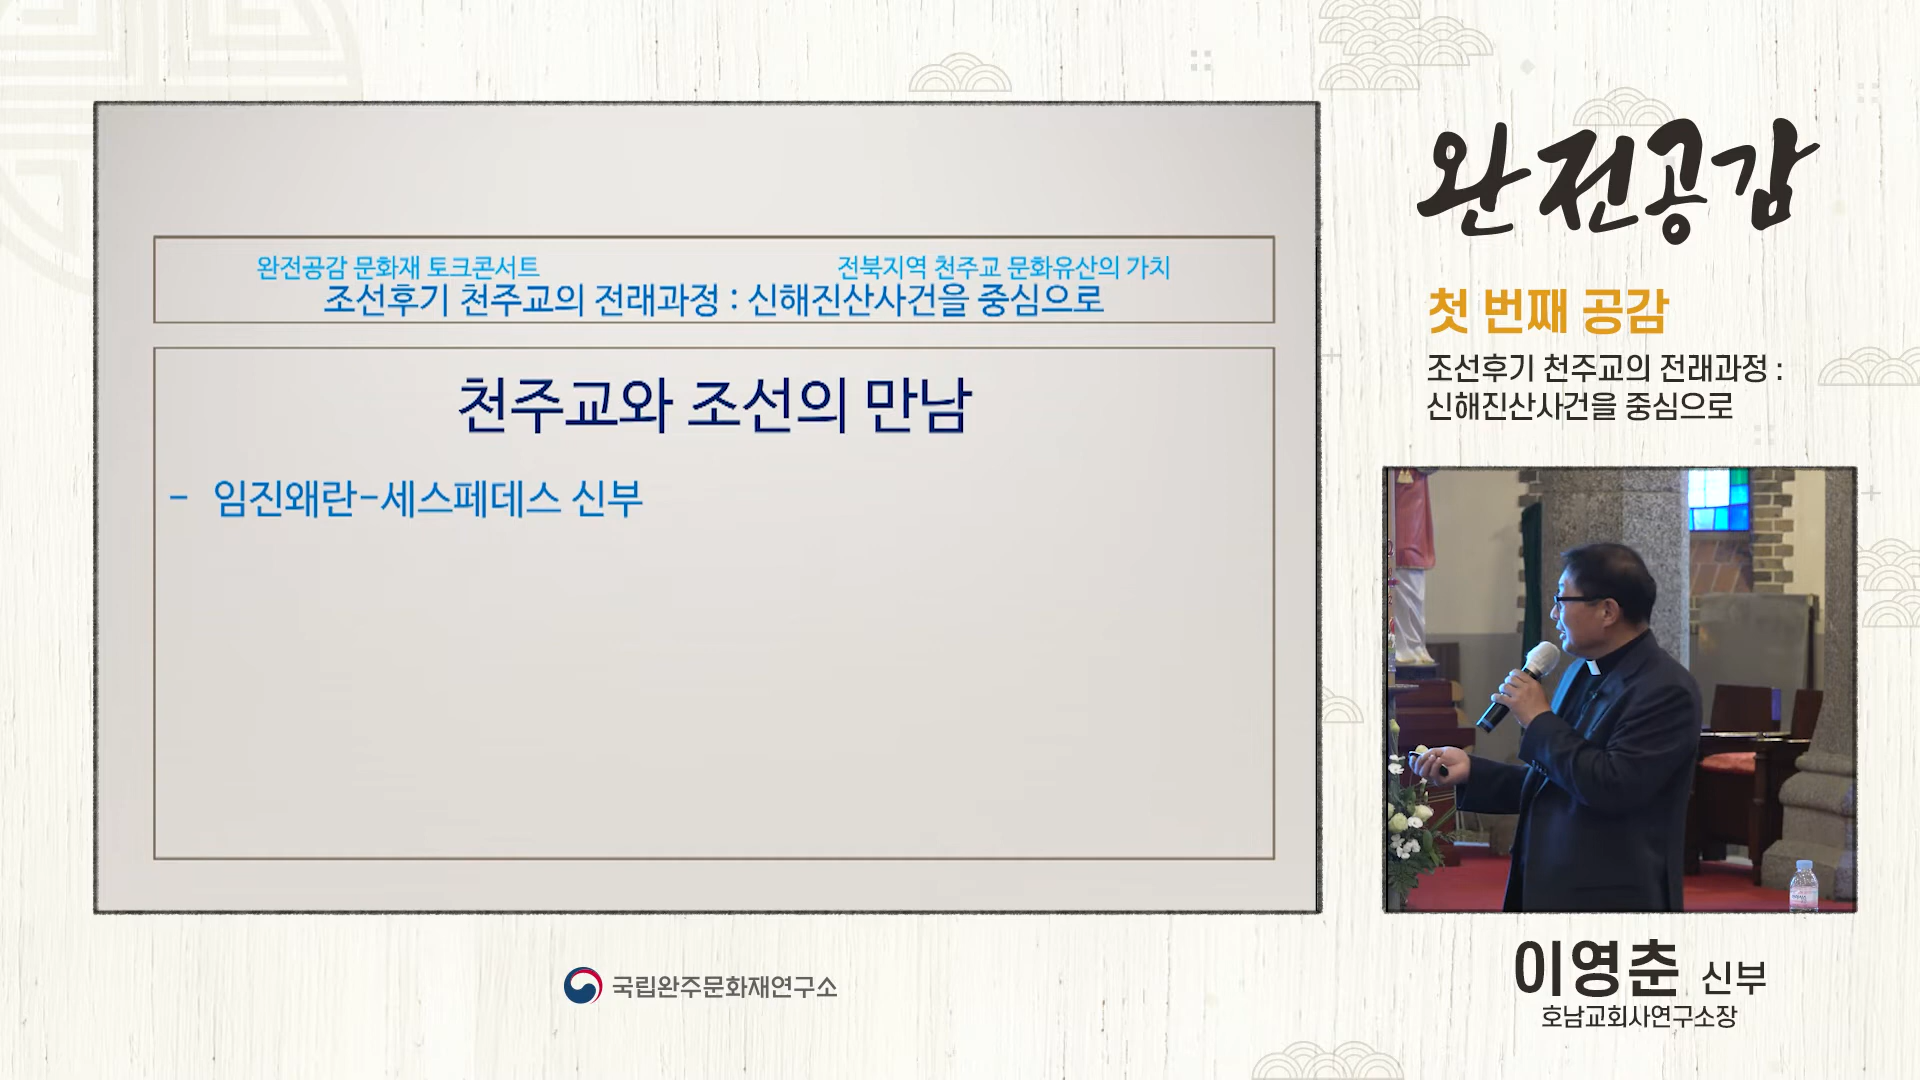 완전공감 문화재 토크콘서트 전북지역 천주교 문화유산의 가치
조선후기 천주교의 전래과정 : 신해진산사건을 중심으로
천주교와 조선의 만남
- 임진왜란-세스페데스 신부
완전공감
첫 번째 공감
조선후기 천주교의 전래과정 :
신해진산사건을 중심으로
이영춘 신부
호남교회사연구소장
국립완주문화재연구소